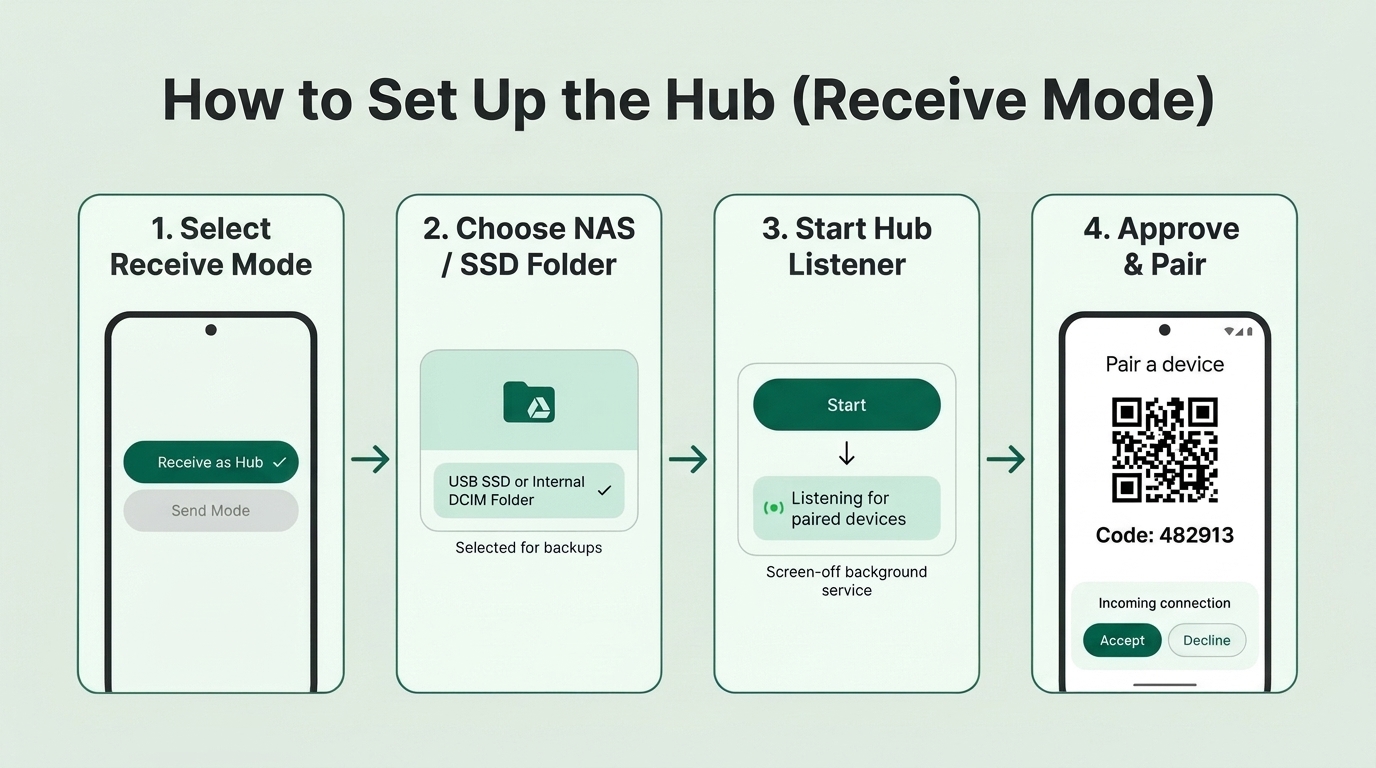 How to Set Up the Hub (Receive Mode)
1. Select
Receive Mode
Receive as Hub
Send Mode
2. Choose NAS
/ SSD Folder
USB SSD or Internal
DCIM Folder
Selected for backups
3. Start Hub
Listener
Start
Listening for
paired devices
Screen-off background
service
4. Approve
& Pair
Pair a device
Code: 482913
Incoming connection
Accept
Decline